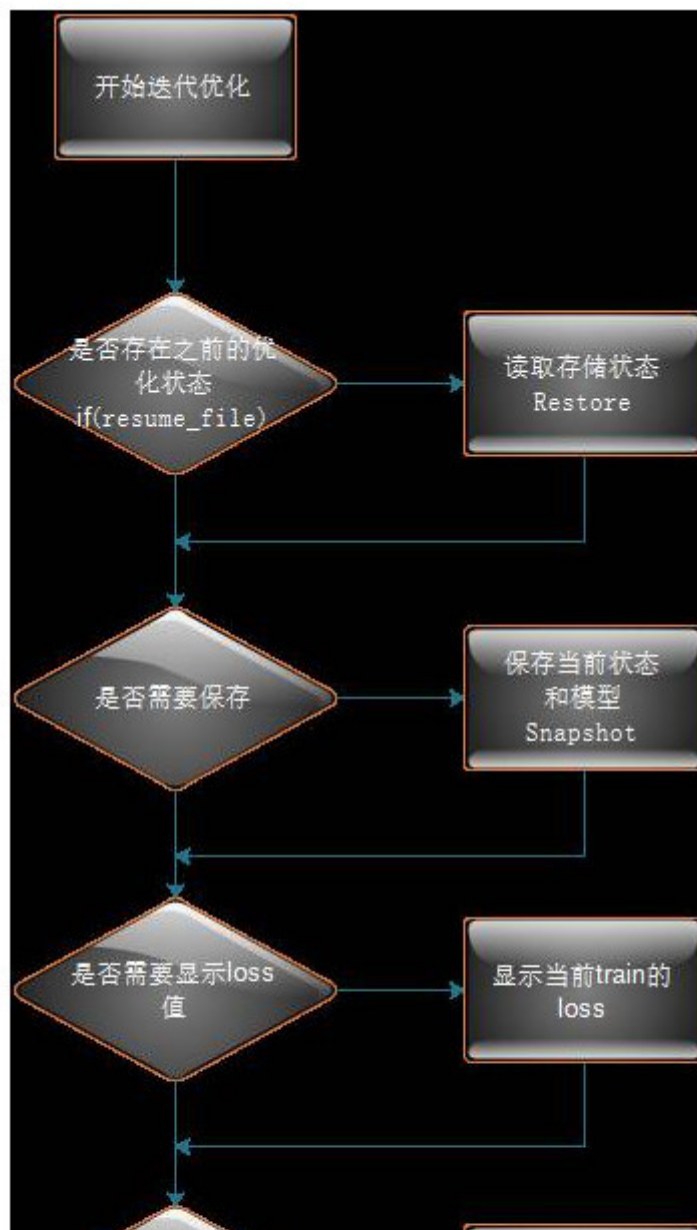 开始迭代优化
是否存在之前的优
化状态
if(resume_file)
读取存储状态
Restore
是否需要保存
保存当前状态
和模型
Snapshot
是否需要显示loss
值
显示当前train的
loss